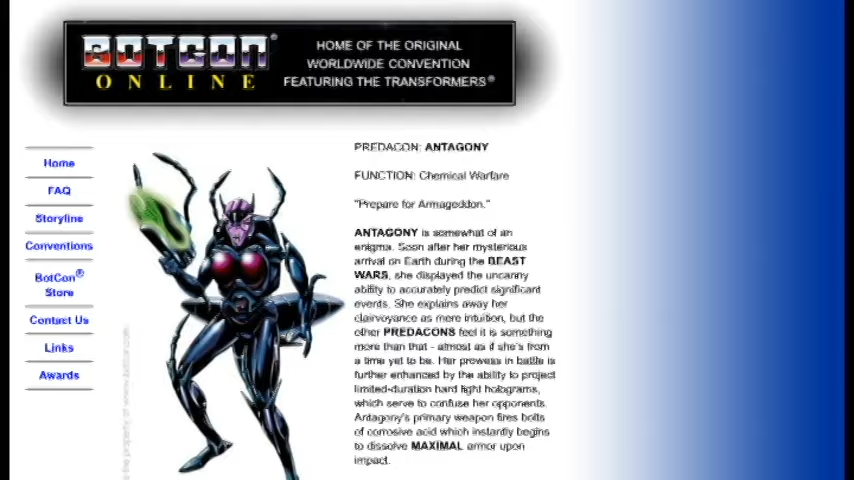 BOTCON®
ONLINE
HOME OF THE ORIGINAL
WORLDWIDE CONVENTION
FEATURING THE TRANSFORMERS®
Home
FAQ
Storyline
Conventions
BotCon®
Store
Contact Us
Links
Awards
PREDACON: ANTAGONY
FUNCTION: Chemical Warfare
"Prepare for Armageddon."
ANTAGONY is somewhat of an
enigma. Soon after her mysterious
arrival on Earth during the BEAST
WARS, she displayed the uncanny
ability to accurately predict significant
events. She explains away her
clairvoyance as mere intuition, but the
other PREDACONS feel it is something
more than that - almost as if she's from
a time yet to be. Her prowess in battle is
further enhanced by the ability to project
limited-duration hard light holograms,
which serve to confuse her opponents.
Antagony's primary weapon fires bolts
of corrosive acid which instantly begins
to dissolve MAXIMAL armor upon
impact.
the property of www.botcon.com